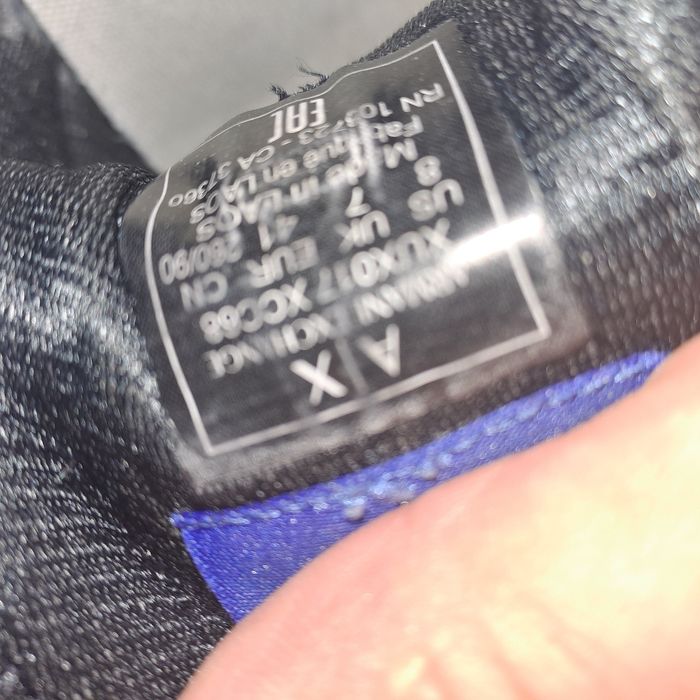 A X
ARMANI EXCHANGE
XUX017 XCC68
US UK EUR CN
8 7 41 260/90
Made in LAOS
Fabriqué en LAOS
RN 103723 - CA 37360
EAC